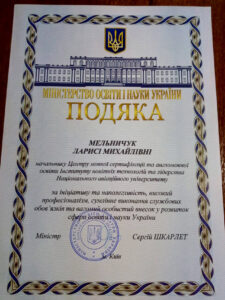 МІНІСТЕРСТВО ОСВІТИ І НАУКИ УКРАЇНИ
ПОДЯКА
МЕЛЬНИЧУК
ЛАРИСІ МИХАЙЛІВНІ
начальнику Центру мовної сертифікації та англомовної
освіти Інституту новітніх технологій та лідерства
Національного авіаційного університету
за ініціативу та наполегливість, високий
професіоналізм, сумлінне виконання службових
обов'язків та вагомий особистий внесок у розвиток
сфери освіти і науки України
Міністр Сергій ШКАРЛЕТ
м. Київ